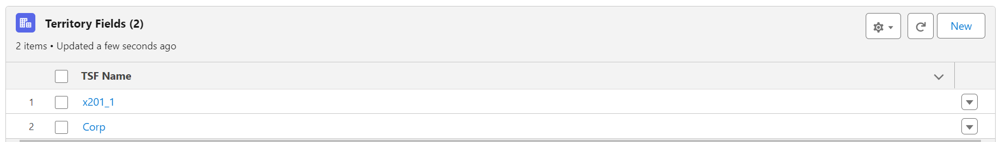 Territory Fields (2)
New
2 items • Updated a few seconds ago
TSF Name
1 x201_1
2 Corp